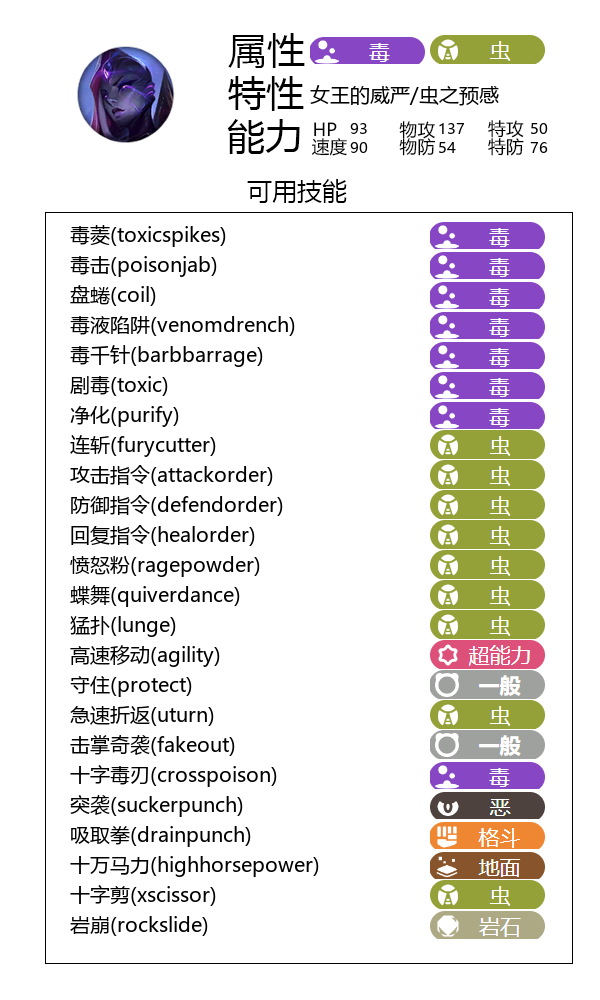 属性 毒 虫
特性 女王的威严/虫之预感
能力 HP 93 物攻 137 特攻 50
速度 90 物防 54 特防 76
可用技能
毒菱(toxicspikes) 毒
毒击(poisonjab) 毒
盘蜷(coil) 毒
毒液陷阱(venomdrench) 毒
毒千针(barbbarrage) 毒
剧毒(toxic) 毒
净化(purify) 毒
连斩(furycutter) 虫
攻击指令(attackorder) 虫
防御指令(defendorder) 虫
回复指令(healorder) 虫
愤怒粉(ragepowder) 虫
蝶舞(quiverdance) 虫
猛扑(lunge) 虫
高速移动(agility) 超能力
守住(protect) 一般
急速折返(uturn) 虫
击掌奇袭(fakeout) 一般
十字毒刃(crosspoison) 毒
突袭(suckerpunch) 恶
吸取拳(drainpunch) 格斗
十万马力(highhorsepower) 地面
十字剪(xscissor) 虫
岩崩(rockslide) 岩石